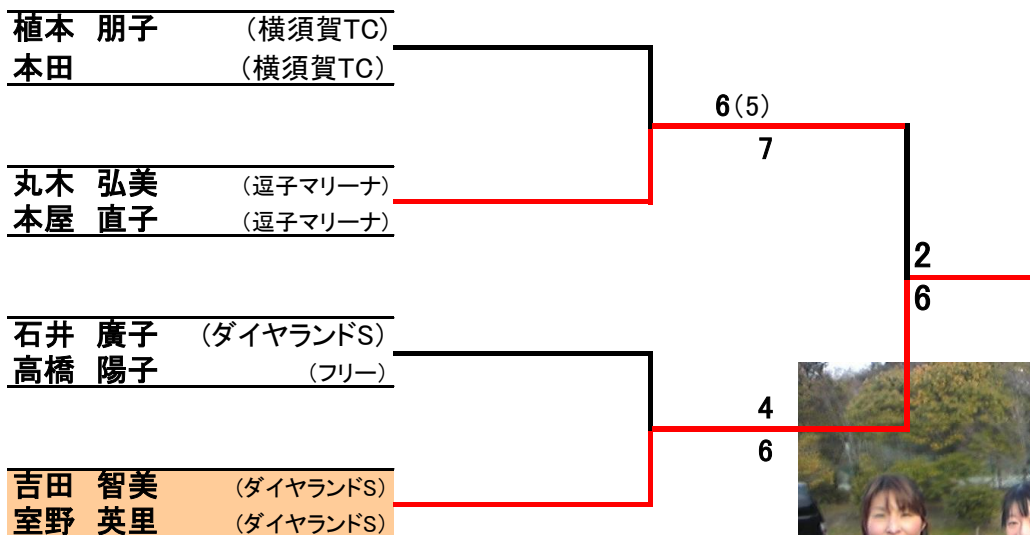 植本 朋子 (横須賀TC)
本田 (横須賀TC)
6(5)
7
丸木 弘美 (逗子マリーナ)
本屋 直子 (逗子マリーナ)
2
6
石井 廣子 (ダイヤランドS)
高橋 陽子 (フリー)
4
6
吉田 智美 (ダイヤランドS)
室野 英里 (ダイヤランドS)